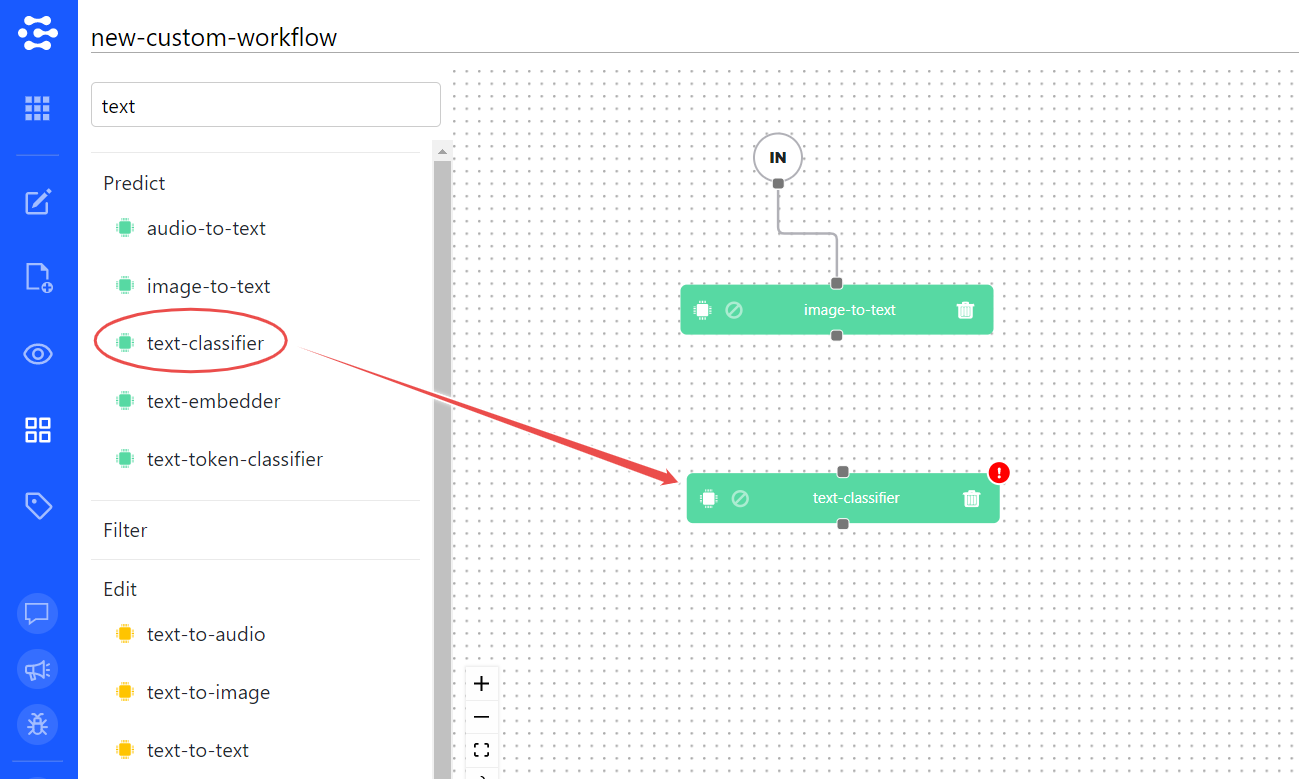 new-custom-workflow
text
Predict
audio-to-text
image-to-text
text-classifier
text-embedder
text-token-classifier
Filter
Edit
text-to-audio
text-to-image
text-to-text
IN
image-to-text
text-classifier
!